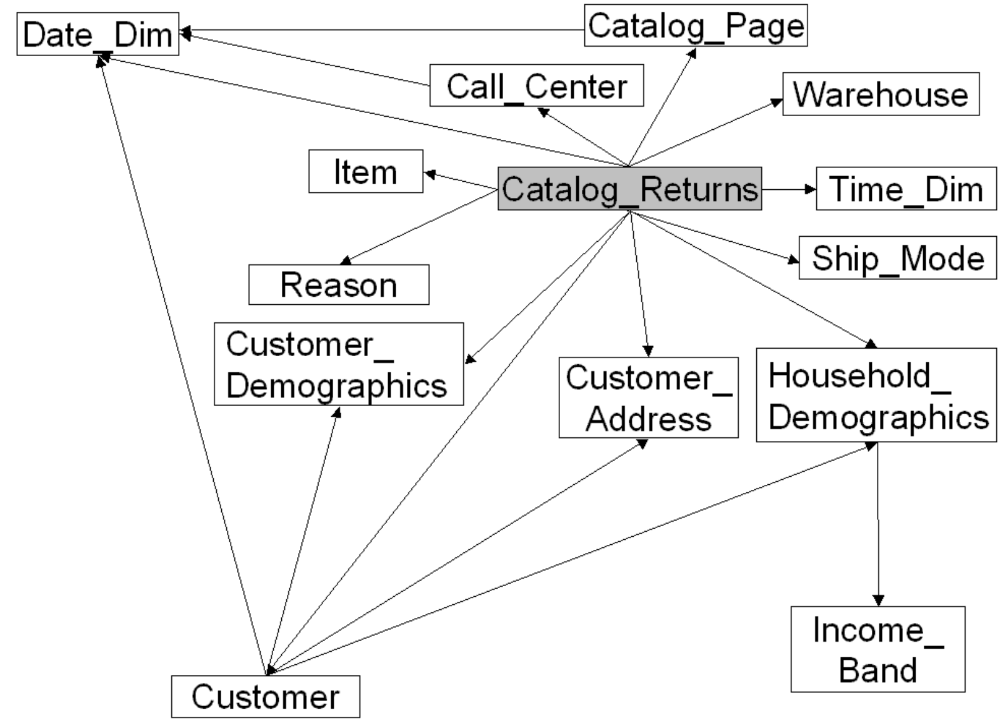 Date_Dim
Catalog_Page
Call_Center
Warehouse
Item
Catalog_Returns
Time_Dim
Ship_Mode
Reason
Customer_
Demographics
Customer_
Address
Household_
Demographics
Income_
Band
Customer